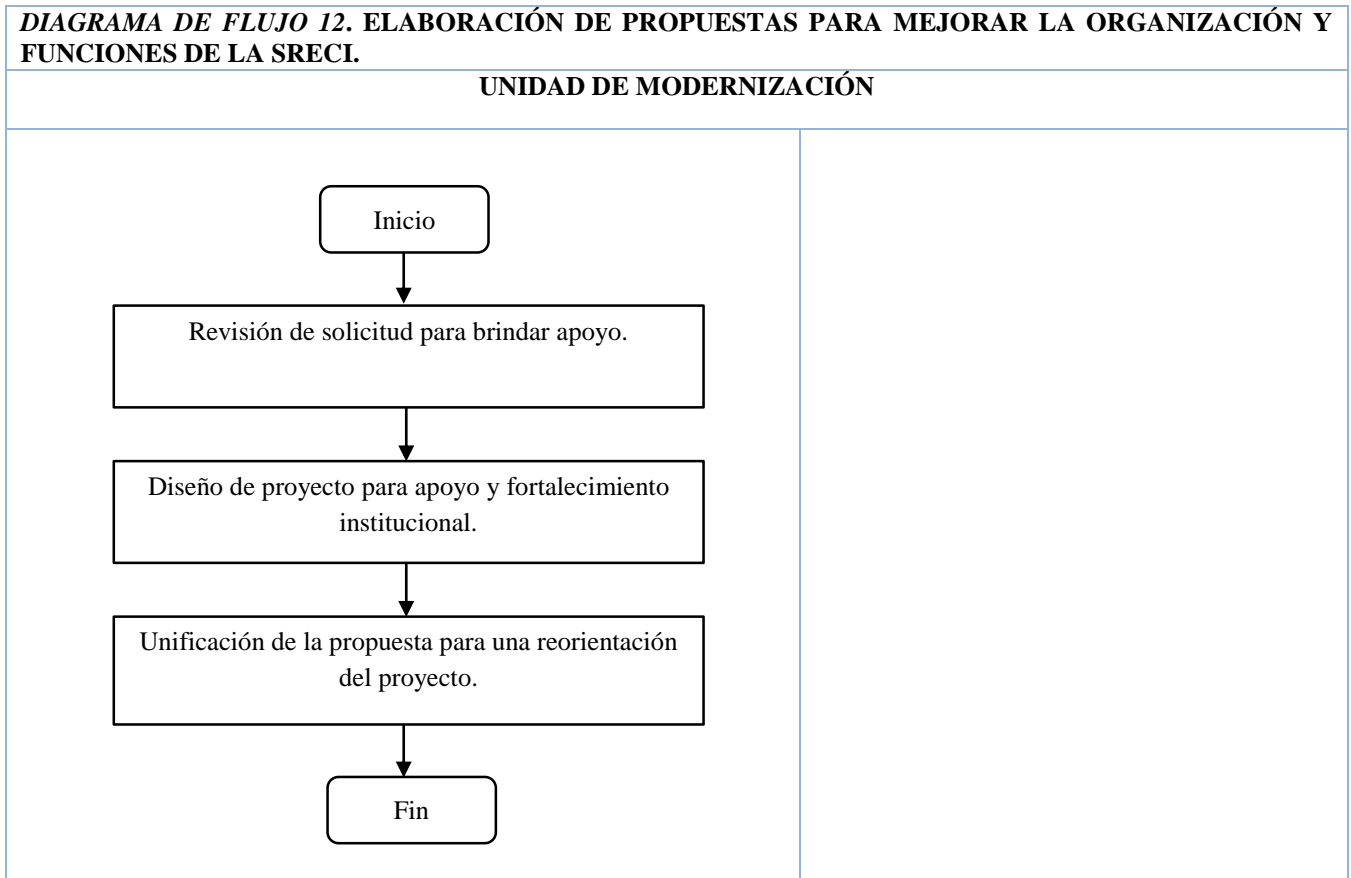 DIAGRAMA DE FLUJO 12. ELABORACIÓN DE PROPUESTAS PARA MEJORAR LA ORGANIZACIÓN Y
FUNCIONES DE LA SRECI.
UNIDAD DE MODERNIZACIÓN
Inicio
Revisión de solicitud para brindar apoyo.
Diseño de proyecto para apoyo y fortalecimiento
institucional.
Unificación de la propuesta para una reorientación
del proyecto.
Fin